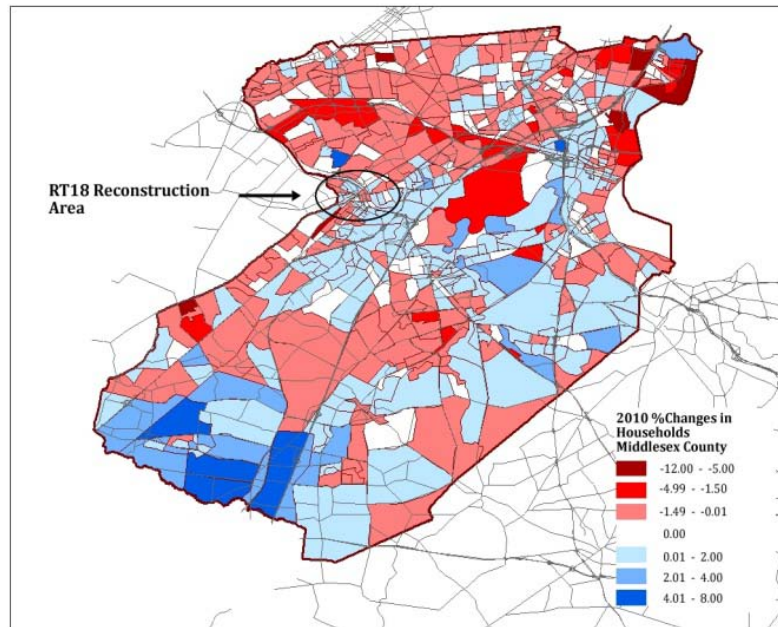 RT18 Reconstruction
Area
2010 %Changes in
Households
Middlesex County
-12.00 - -5.00
-4.99 - -1.50
-1.49 - -0.01
0.00
0.01 - 2.00
2.01 - 4.00
4.01 - 8.00